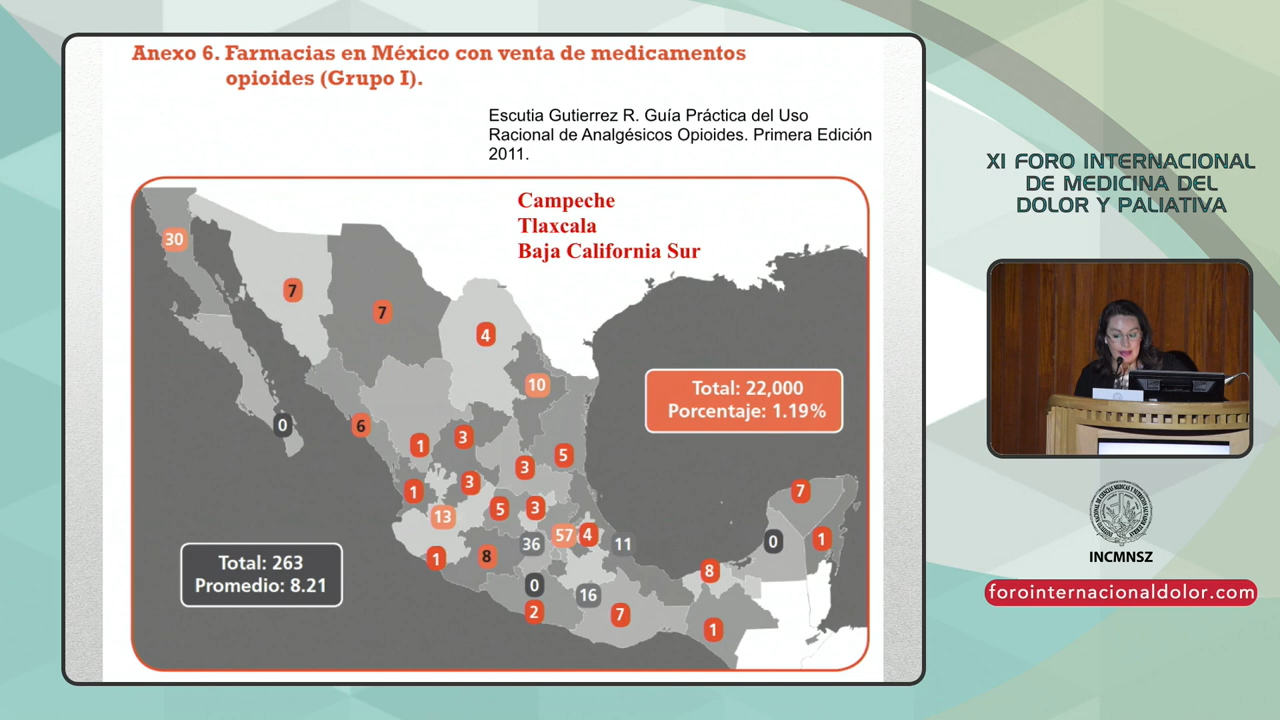 Anexo 6. Farmacias en México con venta de medicamentos
opioides (Grupo I).
Escutia Gutierrez R. Guía Práctica del Uso
Racional de Analgésicos Opioides. Primera Edición
2011.
Campeche
Tlaxcala
Baja California Sur
30
7
7
4
10
Total: 22,000
Porcentaje: 1.19%
0
6
1
3
5
3
1
3
7
13
5
3
57
4
36
11
0
1
1
8
8
Total: 263
Promedio: 8.21
0
16
2
7
1
XI FORO INTERNACIONAL
DE MEDICINA DEL
DOLOR Y PALIATIVA
INCMNSZ
forointernacionaldolor.com